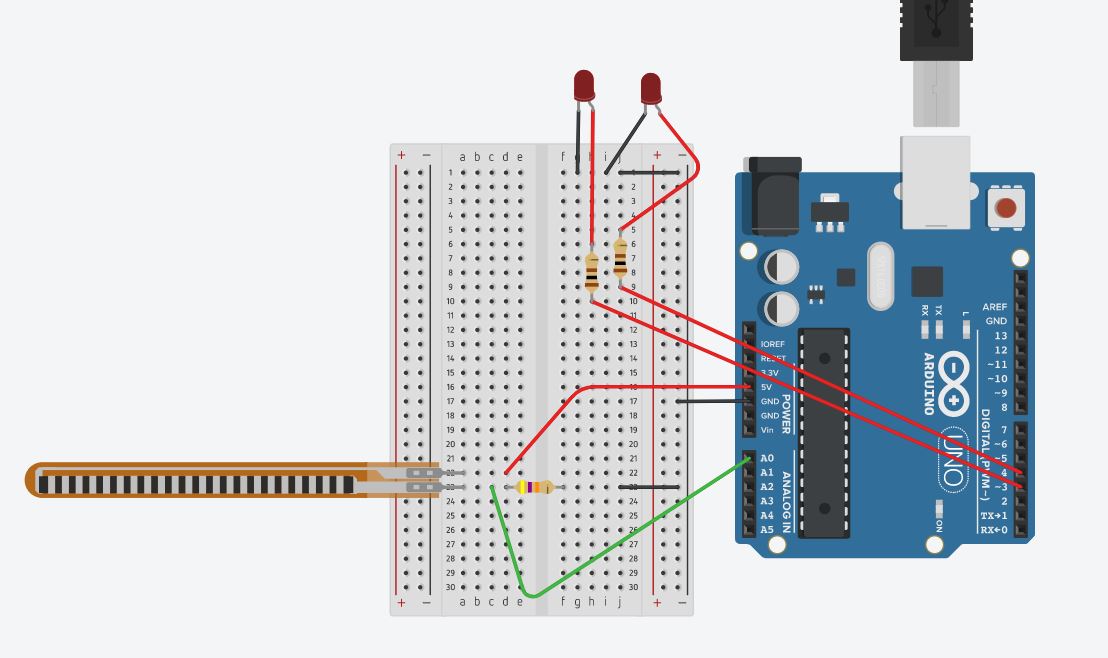 + − a b c d e f g h i j + −
1 1
2 2
3 3
4 4
5 5
6 6
7 7
8 8
9 9
10 10
11 11
12 12
13 13
14 14
15 15
16 16
17 17
18 18
19 19
20 20
21 21
22 22
23 23
24 24
25 25
26 26
27 27
28 28
29 29
30 30
+ − a b c d e f g h i j + −
IOREF
RESET
3.3V
5V
GND
GND
Vin
POWER
A0
A1
A2
A3
A4
A5
ANALOG IN
RX
TX
L
ARDUINO
UNO
ON
AREF
GND
13
12
~11
~10
~9
8
7
~6
~5
4
~3
2
TX→1
RX←0
DIGITAL (PWM~)